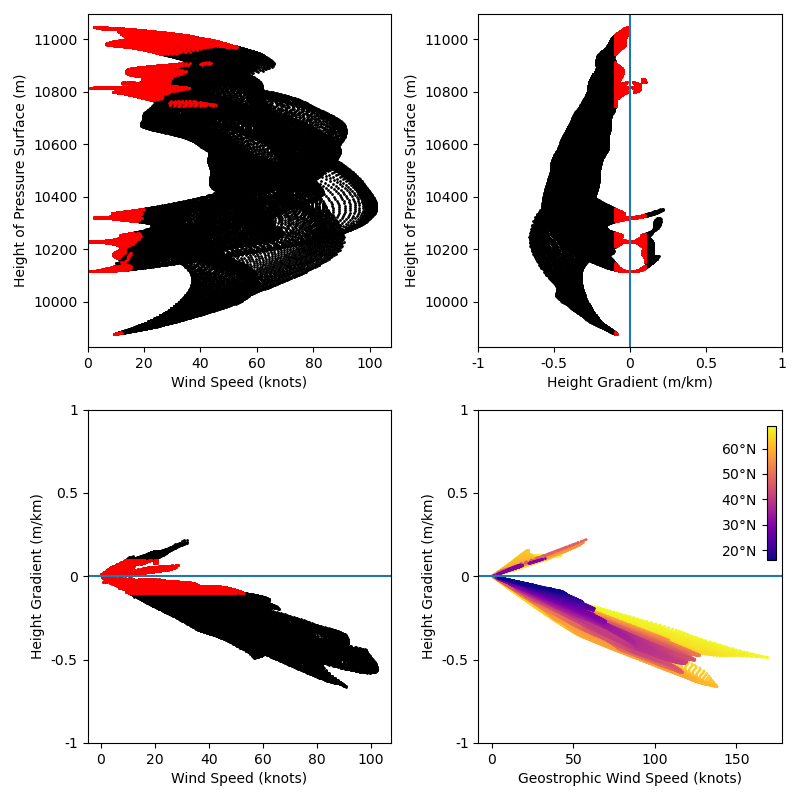 11000
10800
10600
10400
10200
10000
Height of Pressure Surface (m)
0 20 40 60 80 100
Wind Speed (knots)
11000
10800
10600
10400
10200
10000
Height of Pressure Surface (m)
-1 -0.5 0 0.5 1
Height Gradient (m/km)
1
0.5
0
-0.5
-1
Height Gradient (m/km)
0 20 40 60 80 100
Wind Speed (knots)
1
0.5
0
-0.5
-1
Height Gradient (m/km)
60°N
50°N
40°N
30°N
20°N
0 50 100 150
Geostrophic Wind Speed (knots)